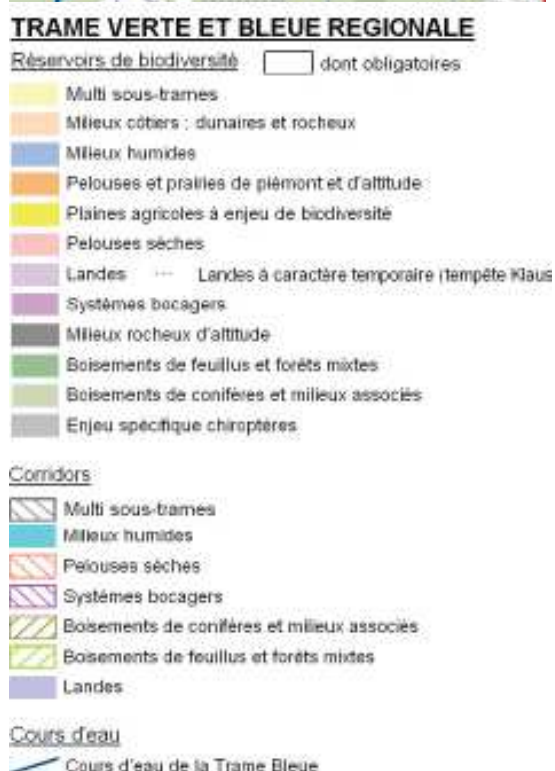 TRAME VERTE ET BLEUE REGIONALE
Réservoirs de biodiversité dont obligatoires
Multi sous-trames
Milieux côtiers : dunaires et rocheux
Milieux humides
Pelouses et prairies de piémont et d'altitude
Plaines agricoles à enjeu de biodiversité
Pelouses sèches
Landes ... Landes à caractère temporaire (tempête Klaus
Systèmes bocagers
Milieux rocheux d'altitude
Boisements de feuillus et forêts mixtes
Boisements de conifères et milieux associés
Enjeu spécifique chiroptères
Corridors
Multi sous-trames
Milieux humides
Pelouses sèches
Systèmes bocagers
Boisements de conifères et milieux associés
Boisements de feuillus et forêts mixtes
Landes
Cours d'eau
Cours d'eau de la Trame Bleue